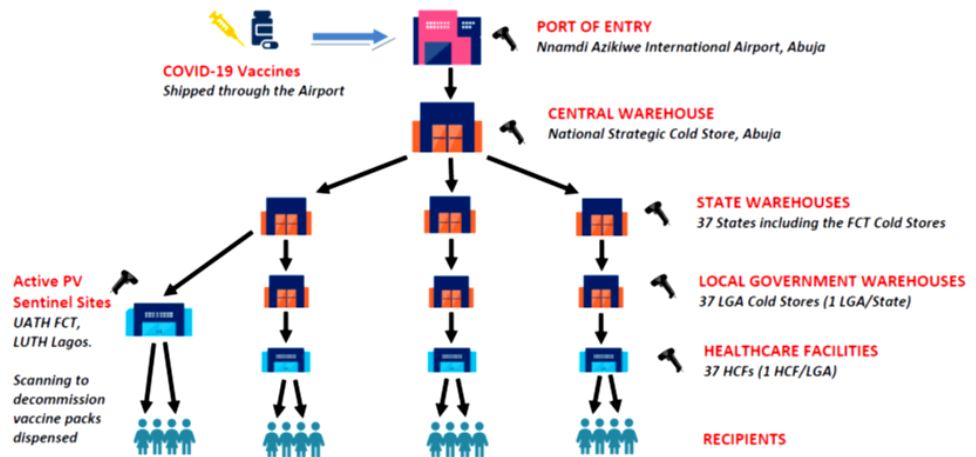 PORT OF ENTRY
Nnamdi Azikiwe International Airport, Abuja
COVID-19 Vaccines
Shipped through the Airport
CENTRAL WAREHOUSE
National Strategic Cold Store, Abuja
STATE WAREHOUSES
37 States including the FCT Cold Stores
Active PV
Sentinel Sites
UATH FCT,
LUTH Lagos.
LOCAL GOVERNMENT WAREHOUSES
37 LGA Cold Stores (1 LGA/State)
HEALTHCARE FACILITIES
37 HCFs (1 HCF/LGA)
Scanning to
decommission
vaccine packs
dispensed
RECIPIENTS